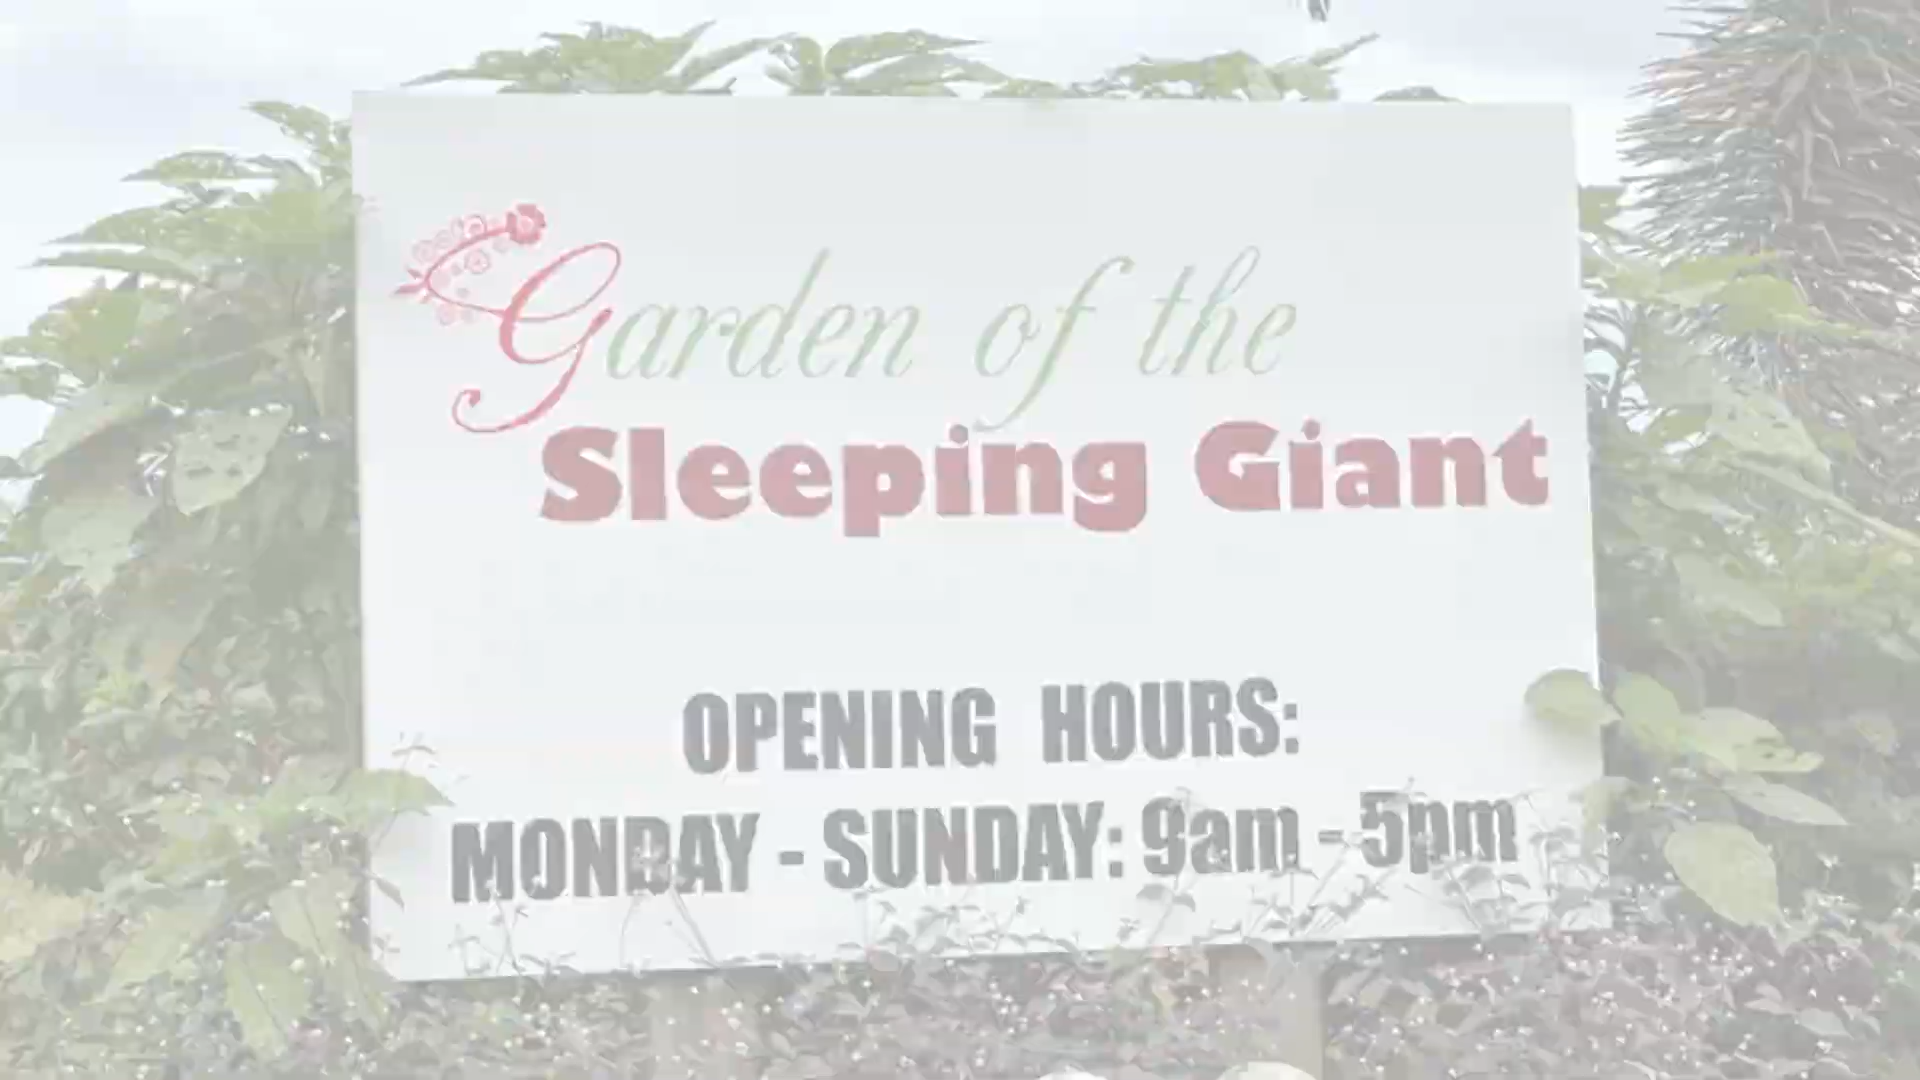 Garden of the
Sleeping Giant
OPENING HOURS:
MONDAY - SUNDAY: 9am - 5pm